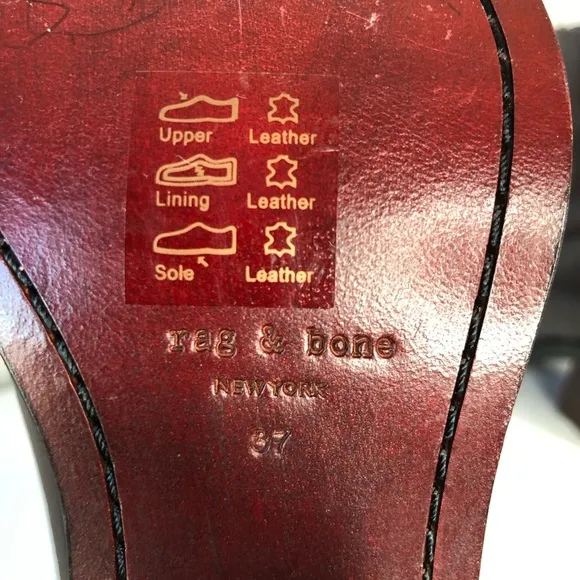 Upper Leather
Lining Leather
Sole Leather
rag & bone
NEW YORK
37